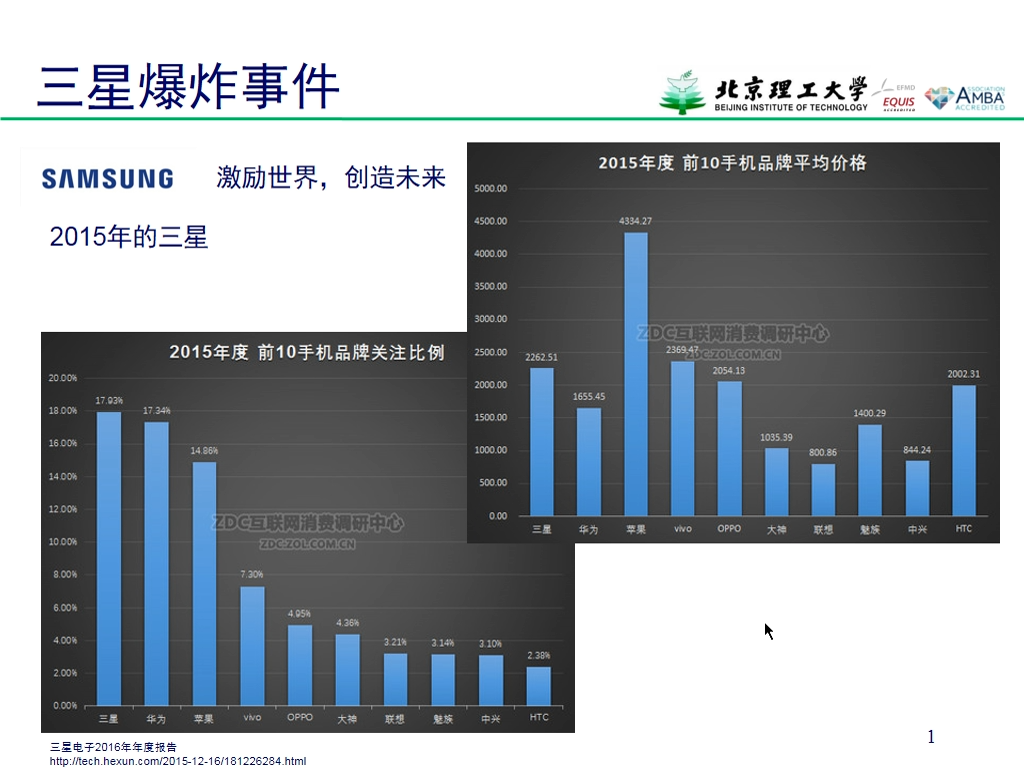 三星爆炸事件
北京理工大学
BEIJING INSTITUTE OF TECHNOLOGY
EFMD
EQUIS
ACCREDITED
ASSOCIATION
AMBA
ACCREDITED
SAMSUNG
激励世界，创造未来
2015年的三星
2015年度 前10手机品牌平均价格
5000.00
4500.00
4000.00
3500.00
3000.00
2500.00
2000.00
1500.00
1000.00
500.00
0.00
2262.51
1655.45
4334.27
2369.47
2054.13
1035.39
800.86
1400.29
844.24
2002.31
ZDC互联网消费调研中心
ZDC.ZOL.COM.CN
三星 华为 苹果 vivo OPPO 大神 联想 魅族 中兴 HTC
2015年度 前10手机品牌关注比例
20.00%
18.00%
16.00%
14.00%
12.00%
10.00%
8.00%
6.00%
4.00%
2.00%
0.00%
17.93%
17.34%
14.86%
7.30%
4.95%
4.36%
3.21%
3.14%
3.10%
2.38%
ZDC互联网消费调研中心
ZDC.ZOL.COM.CN
三星 华为 苹果 vivo OPPO 大神 联想 魅族 中兴 HTC
三星电子2016年年度报告
http://tech.hexun.com/2015-12-16/181226284.html
1